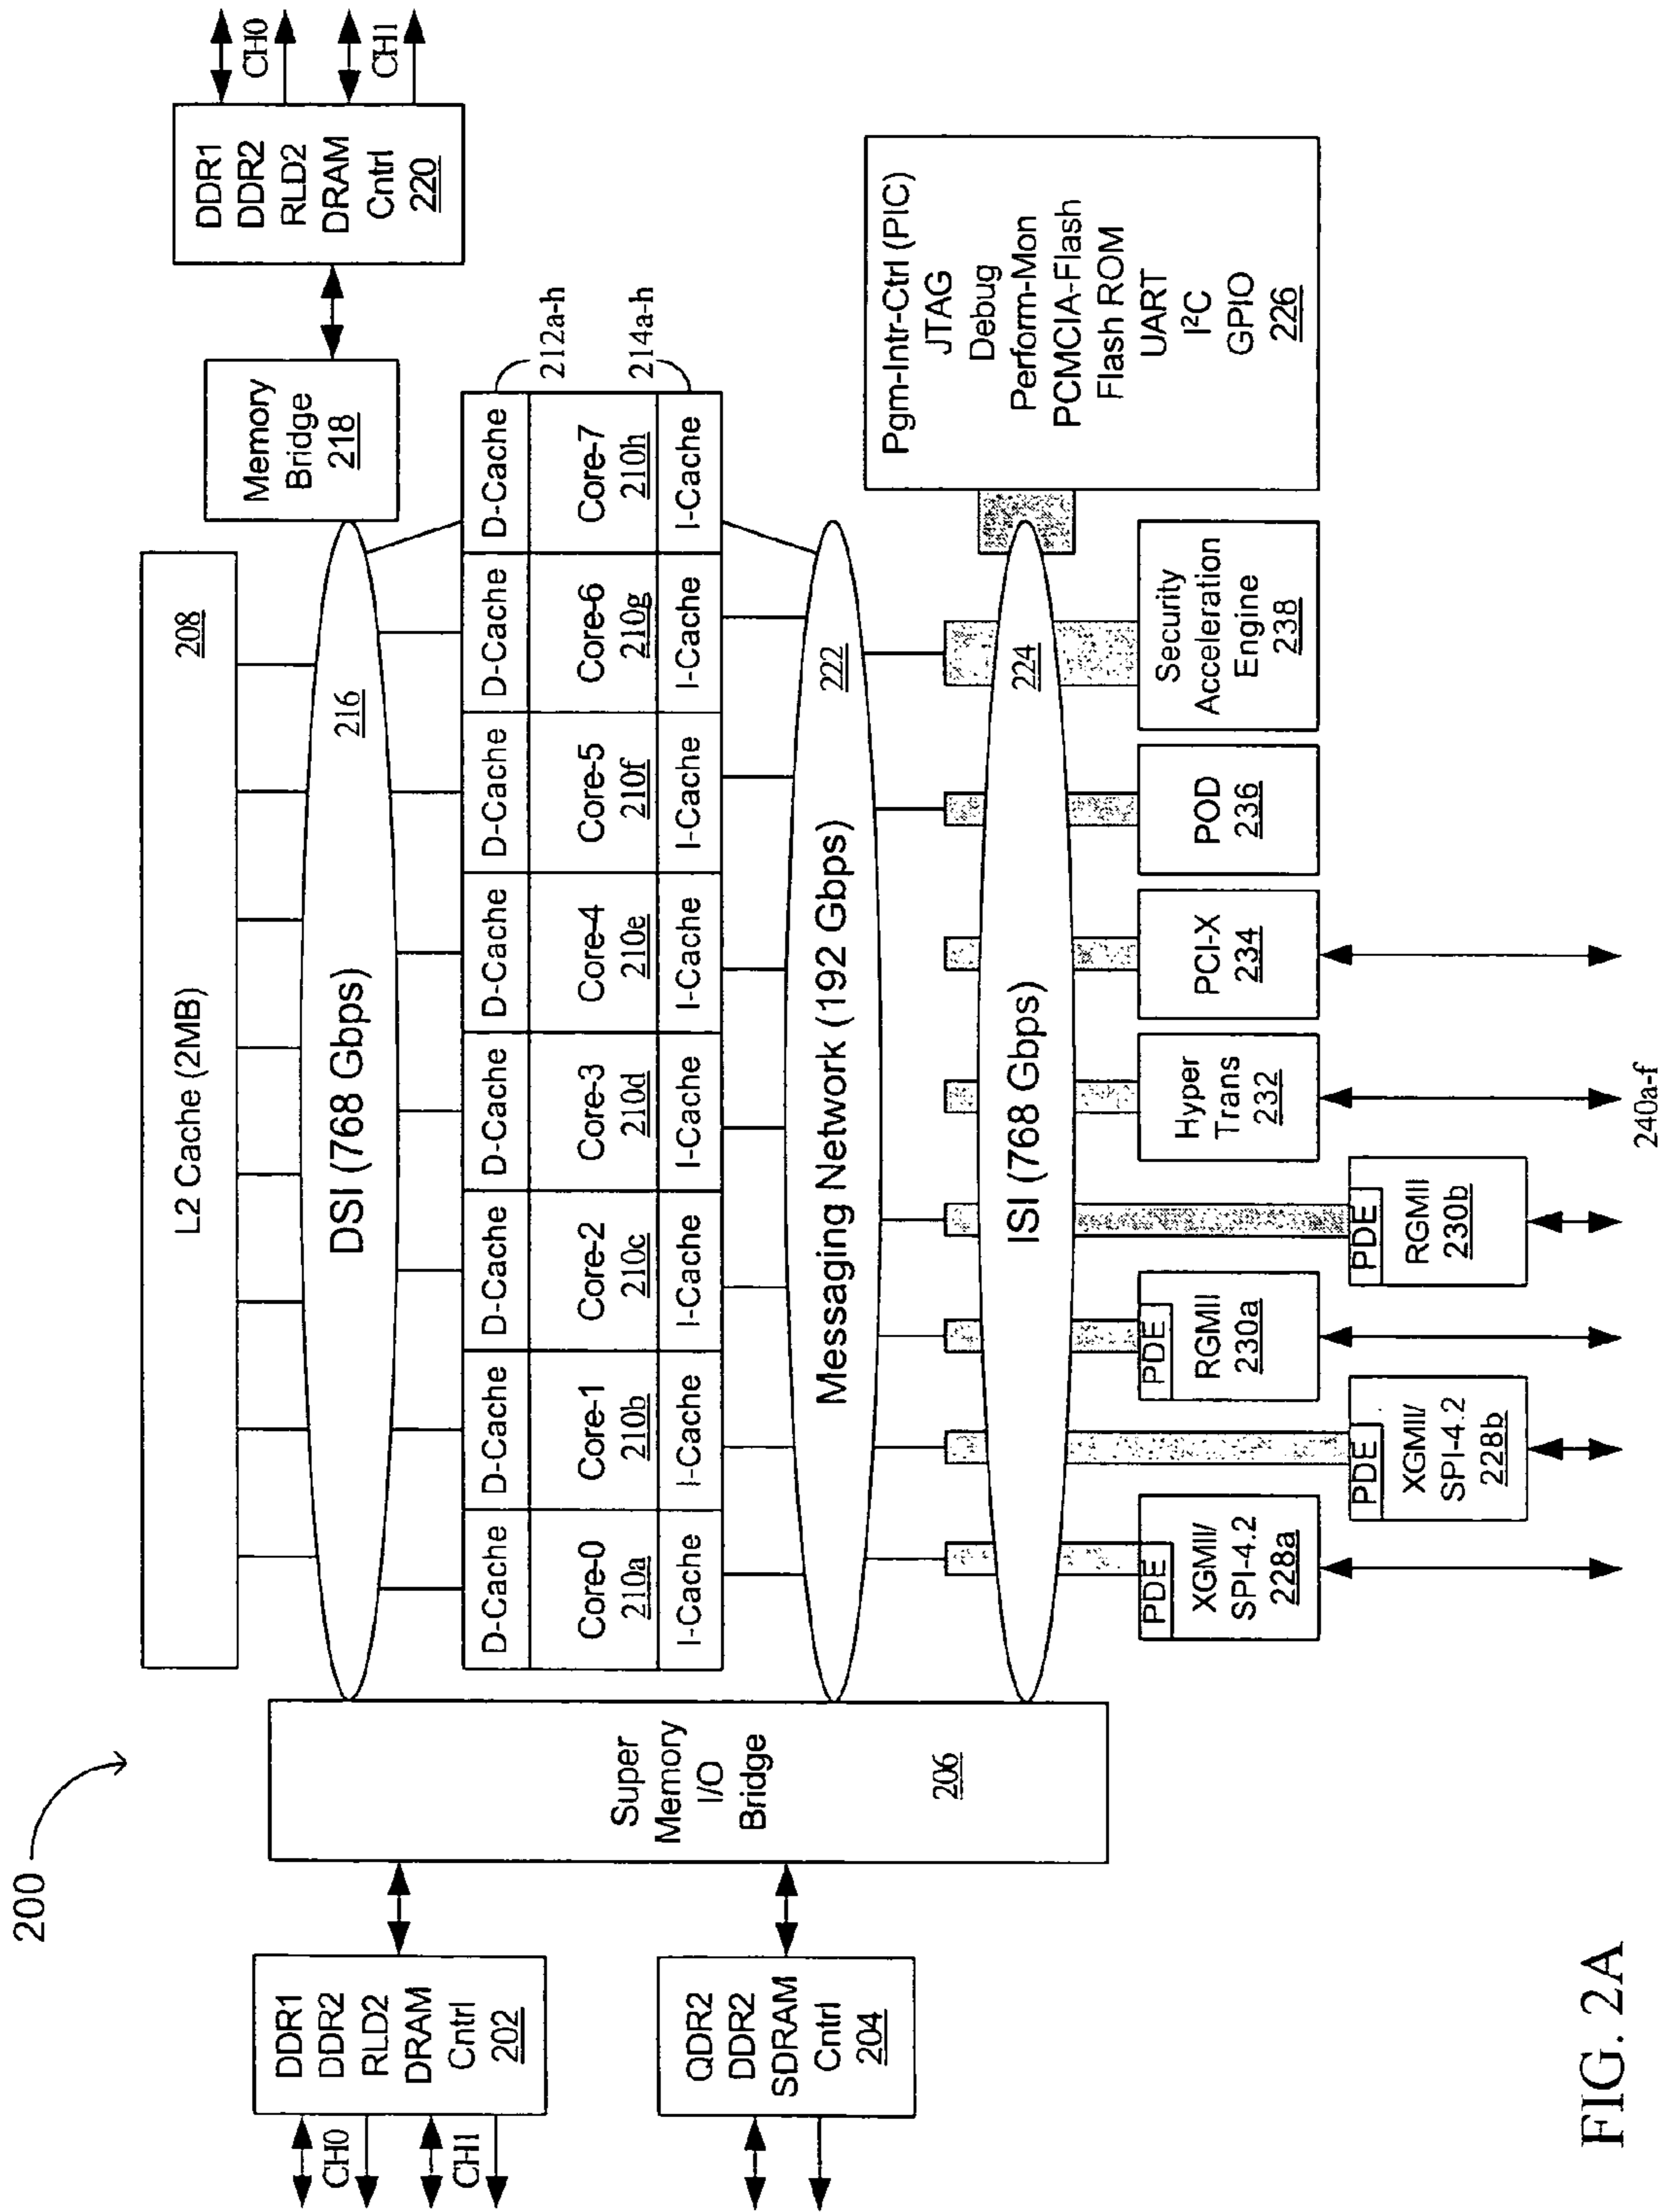 200
DDR1
DDR2
RLD2
DRAM
Cntrl
202
CH0
CH1
QDR2
DDR2
SDRAM
Cntrl
204
Super
Memory
I/O
Bridge
206
L2 Cache (2MB)
208
DSI (768 Gbps)
216
Memory
Bridge
218
DDR1
DDR2
RLD2
DRAM
Cntrl
220
CH0
CH1
D-Cache D-Cache D-Cache D-Cache D-Cache D-Cache D-Cache D-Cache
212a-h
Core-0 Core-1 Core-2 Core-3 Core-4 Core-5 Core-6 Core-7
210a 210b 210c 210d 210e 210f 210g 210h
I-Cache I-Cache I-Cache I-Cache I-Cache I-Cache I-Cache I-Cache
214a-h
Messaging Network (192 Gbps)
222
ISI (768 Gbps)
224
Pgm-Intr-Ctrl (PIC)
JTAG
Debug
Perform-Mon
PCMCIA-Flash
Flash ROM
UART
I²C
GPIO
226
PDE
XGMII/
SPI-4.2
228a
PDE
XGMII/
SPI-4.2
228b
PDE
RGMII
230a
PDE
RGMII
230b
Hyper
Trans
232
PCI-X
234
POD
236
Security
Acceleration
Engine
238
240a-f
FIG. 2A